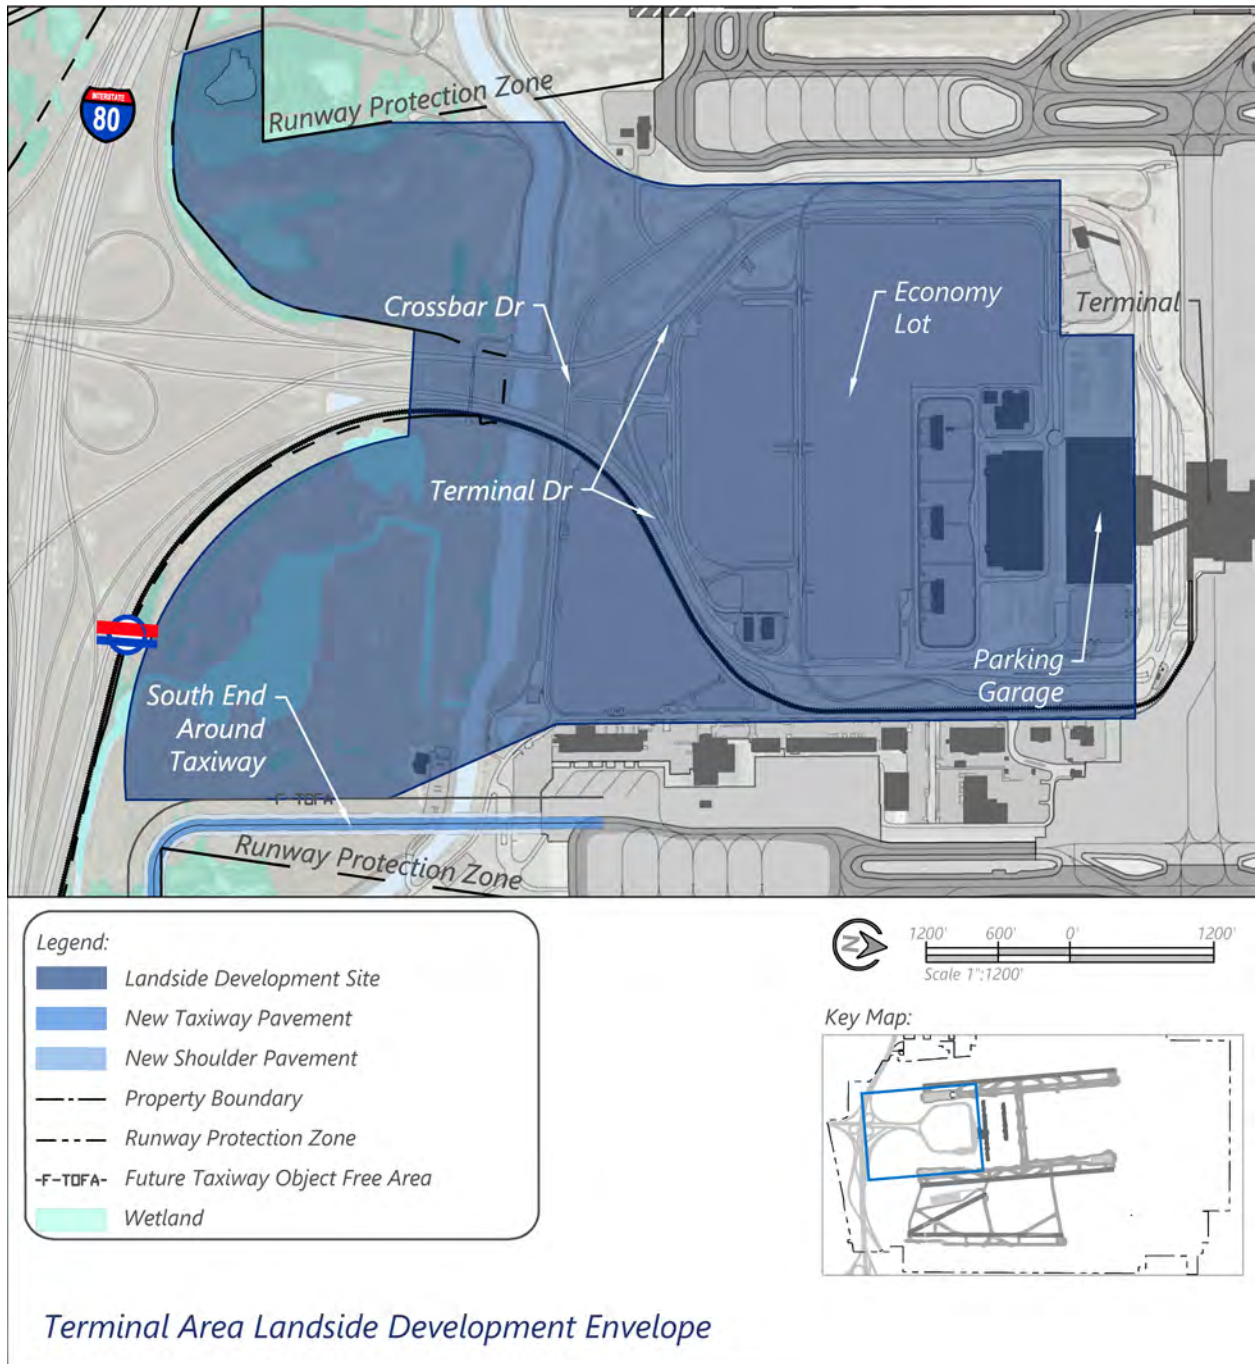 Runway Protection Zone
INTERSTATE
80
Crossbar Dr
Economy
Lot
Terminal
Terminal Dr
Parking
Garage
South End
Around
Taxiway
F-TOFA
Runway Protection Zone
Legend:
Landside Development Site
New Taxiway Pavement
New Shoulder Pavement
Property Boundary
Runway Protection Zone
-F-TOFA- Future Taxiway Object Free Area
Wetland
N
1200' 600' 0' 1200'
Scale 1":1200'
Key Map:
Terminal Area Landside Development Envelope